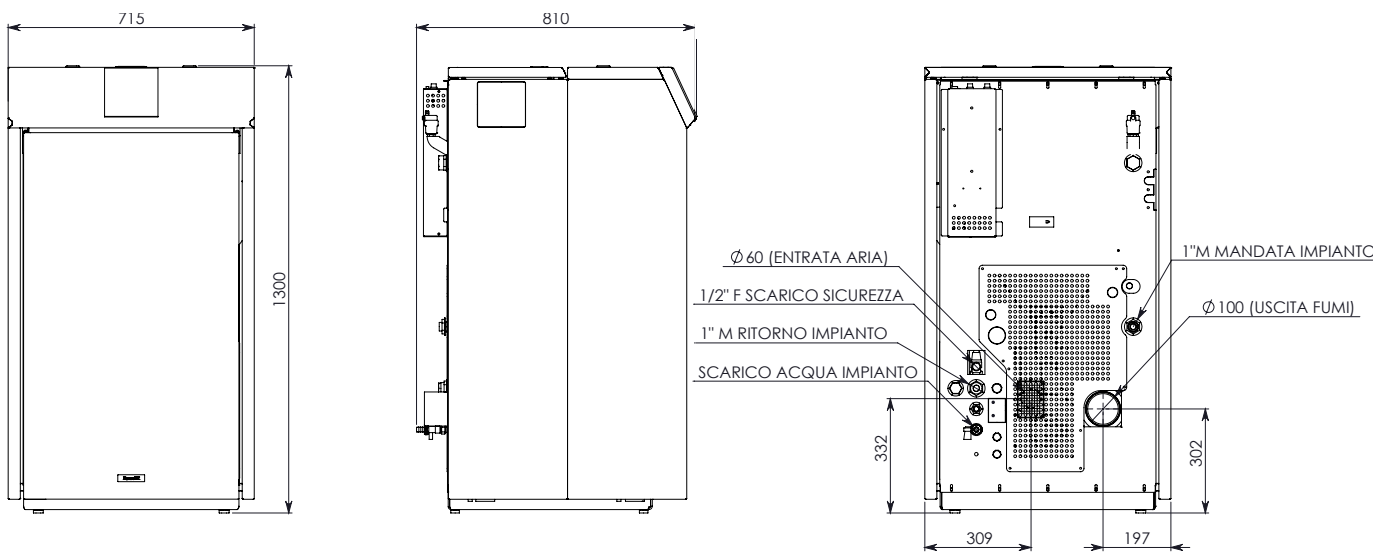 715
810
1300
Ø 60 (ENTRATA ARIA)
1/2" F SCARICO SICUREZZA
1" M RITORNO IMPIANTO
SCARICO ACQUA IMPIANTO
1"M MANDATA IMPIANTO
Ø 100 (USCITA FUMI)
332
302
309
197